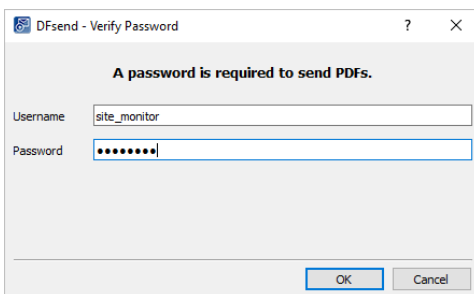 DFsend - Verify Password ?
A password is required to send PDFs.
Username site_monitor
Password ●●●●●●●●
OK Cancel